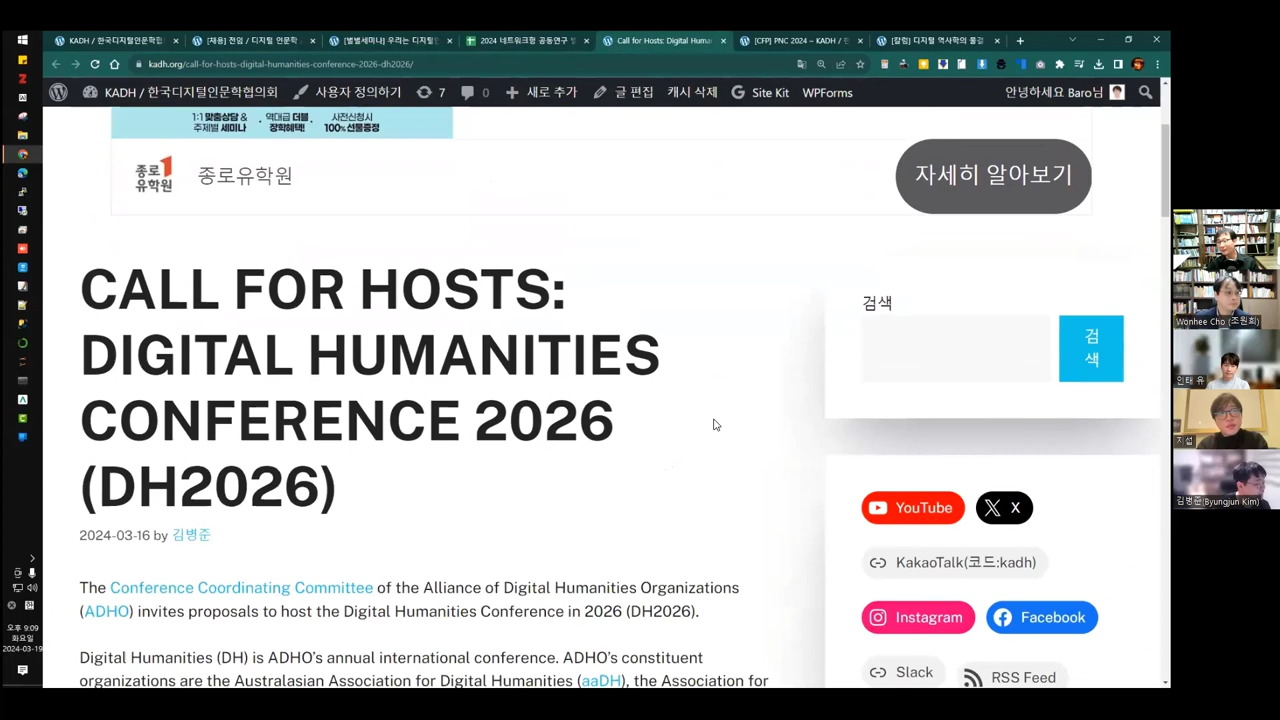 KADH / 한국디지털인문학협
[채용] 전임 / 디지털 인문학
[별별세미나] 우리는 디지털인
2024 네트워크형 공동연구
Call for Hosts: Digital Humani
[CFP] PNC 2024 – KADH / 한
[칼럼] 디지털 역사학의 물결
kadh.org/call-for-hosts-digital-humanities-conference-2026-dh2026/
KADH / 한국디지털인문학협의회
사용자 정의하기
7
0
새로 추가
글 편집
캐시 삭제
Site Kit
WPForms
안녕하세요 Baro님
1:1 맞춤상담 &
주제별 세미나
역대급 더블
장학혜택!
사전신청시
100%선물증정
종로
유학원
종로유학원
자세히 알아보기
CALL FOR HOSTS:
DIGITAL HUMANITIES
CONFERENCE 2026
(DH2026)
2024-03-16 by 김병준
The Conference Coordinating Committee of the Alliance of Digital Humanities Organizations
(ADHO) invites proposals to host the Digital Humanities Conference in 2026 (DH2026).
Digital Humanities (DH) is ADHO’s annual international conference. ADHO’s constituent
organizations are the Australasian Association for Digital Humanities (aaDH), the Association for
검색
검
색
YouTube
X
KakaoTalk(코드:kadh)
Instagram
Facebook
Slack
RSS Feed
Wonhee Cho (조원희)
인태 유
지섭
김병준(Byungjun Kim)
오후 9:09
화요일
2024-03-19